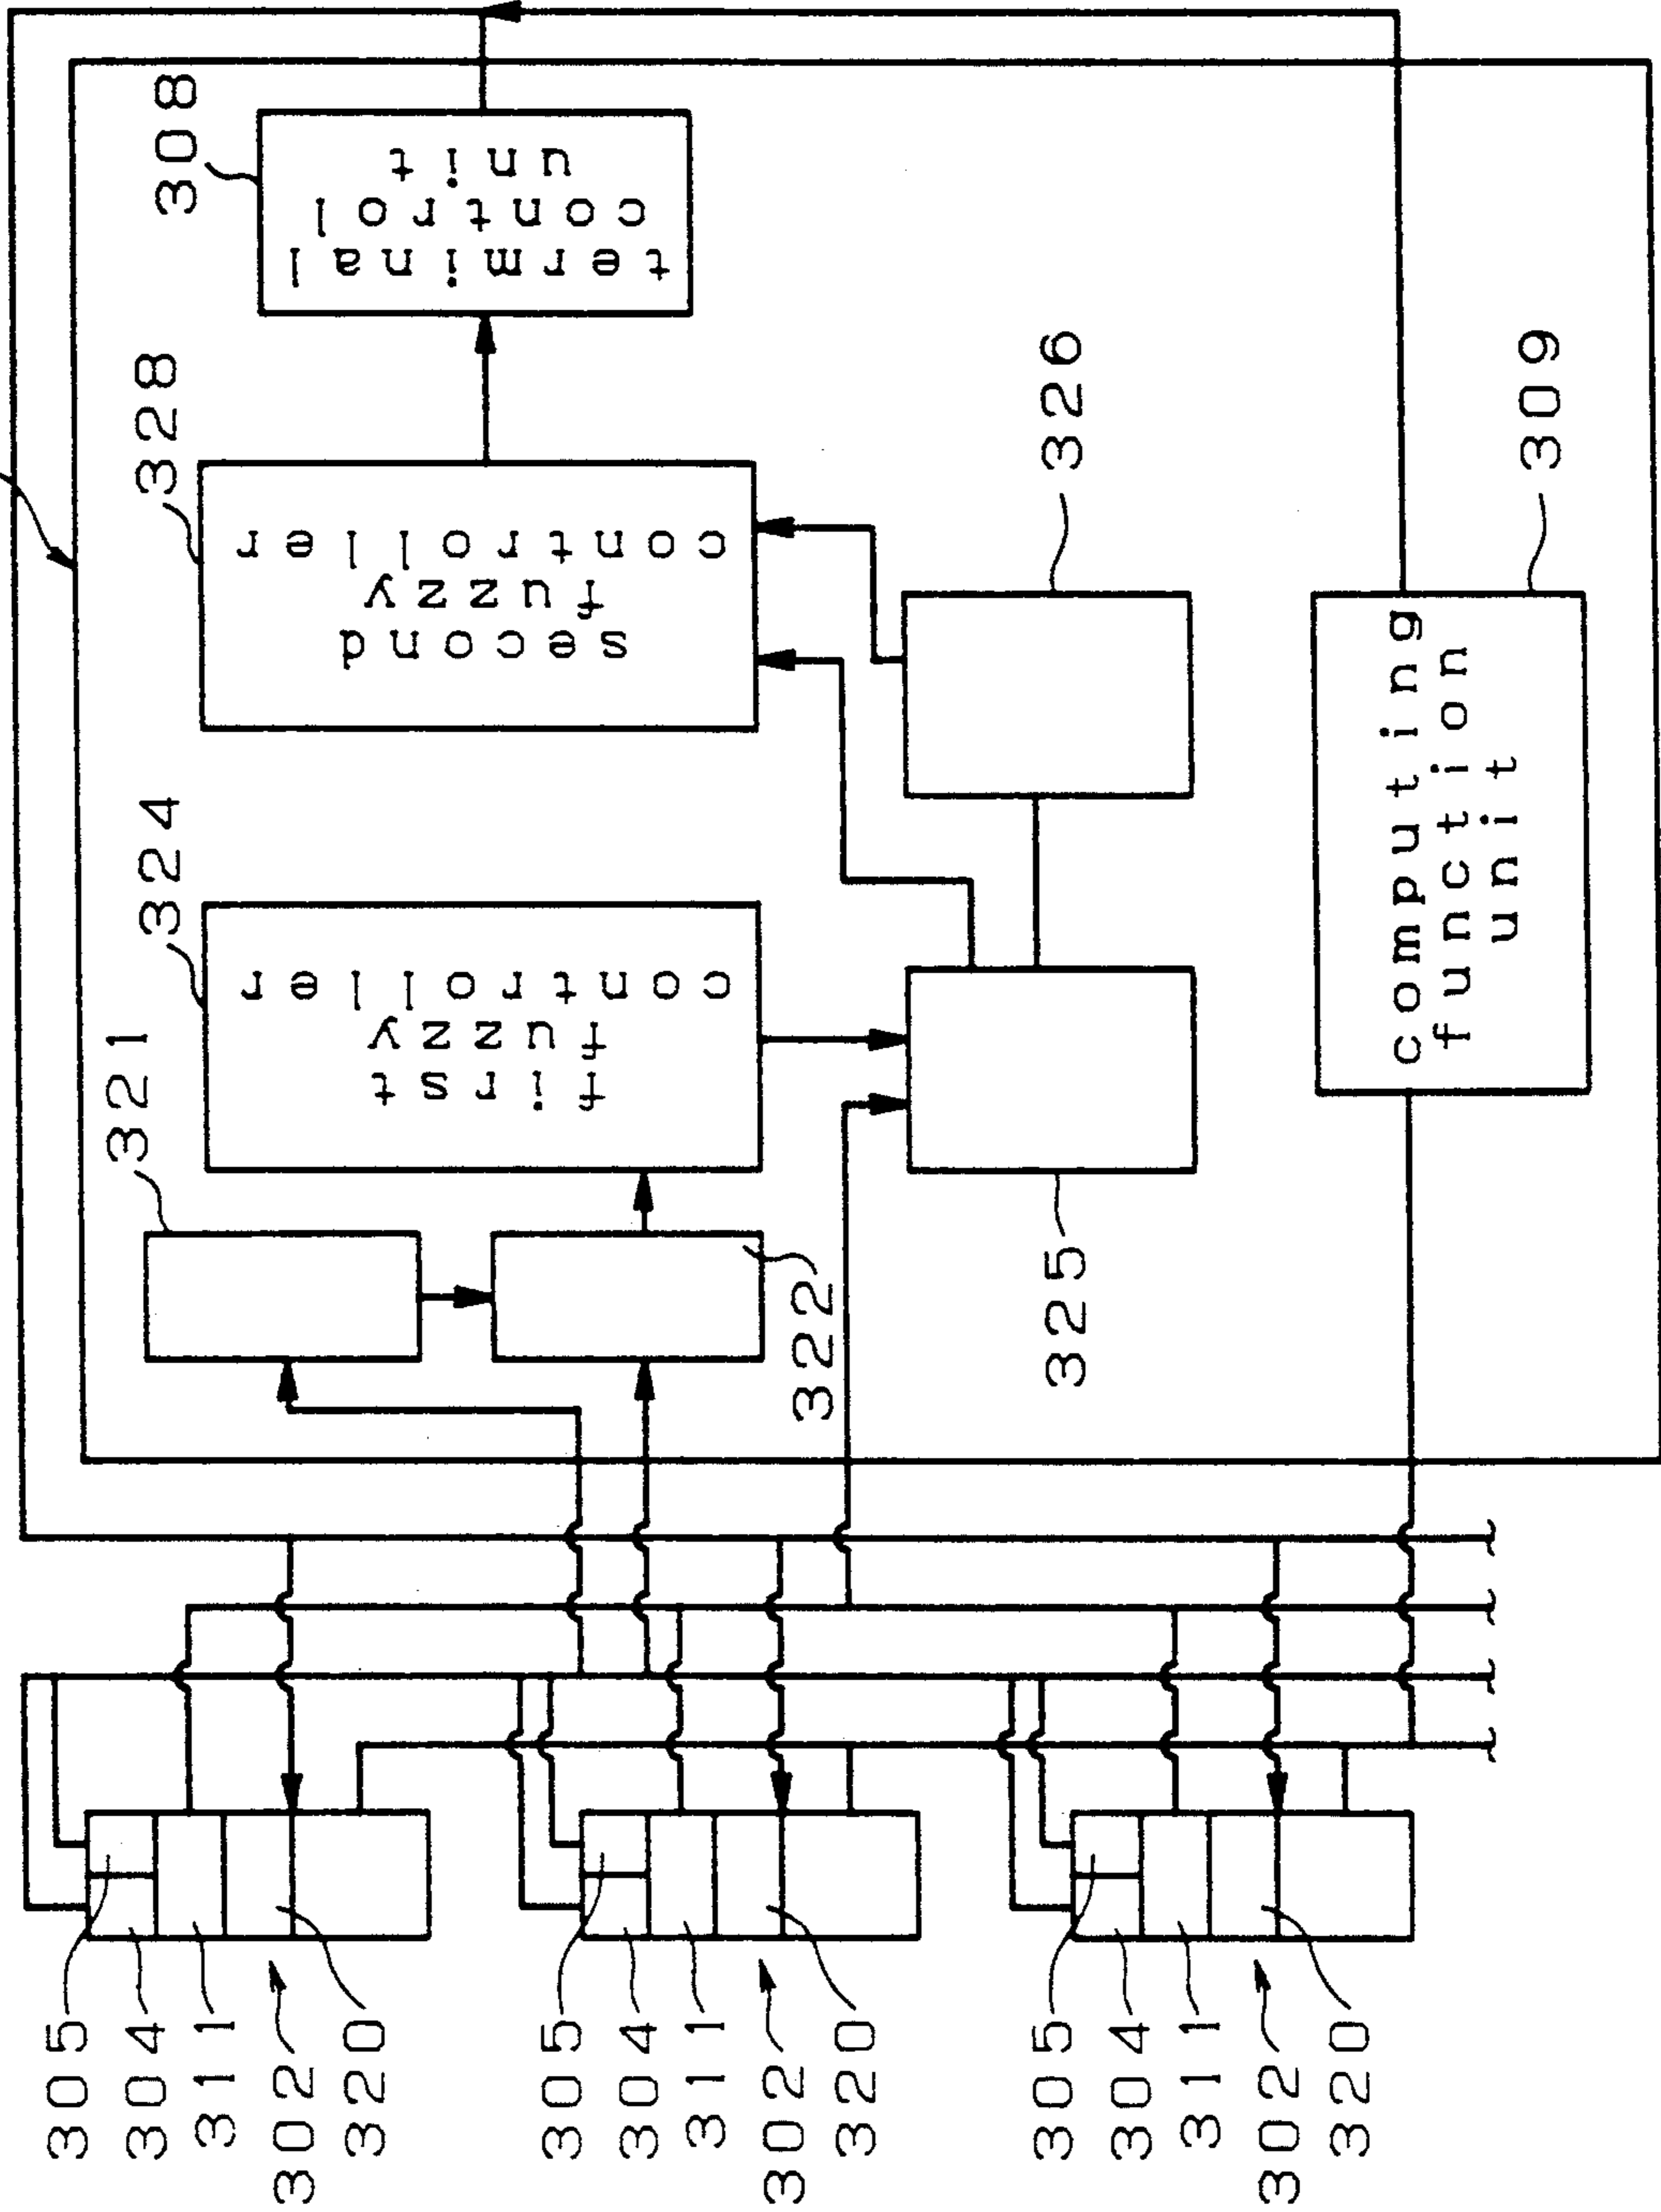 308
terminal
control
unit
328
second
fuzzy
controller
326
309
324
first
fuzzy
controller
computing
function
unit
321
322
325
305
304
311
302
320
305
304
311
302
320
305
304
311
302
320